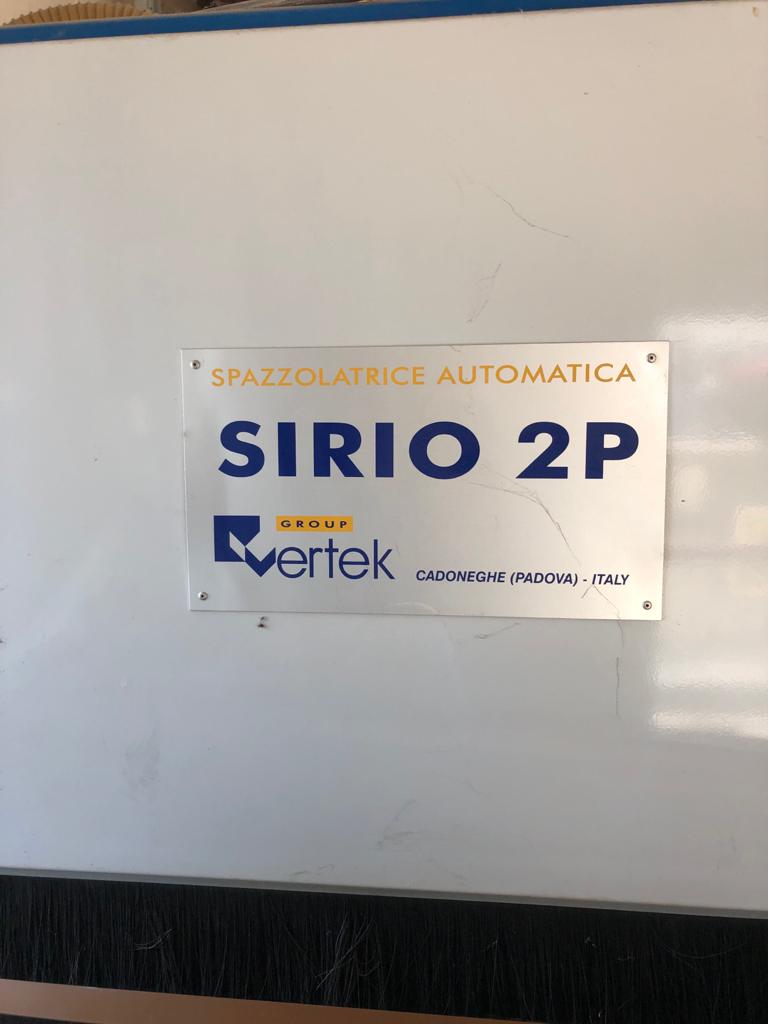 SPAZZOLATRICE AUTOMATICA
SIRIO 2P
GROUP
Vertek
CADONEGHE (PADOVA) - ITALY